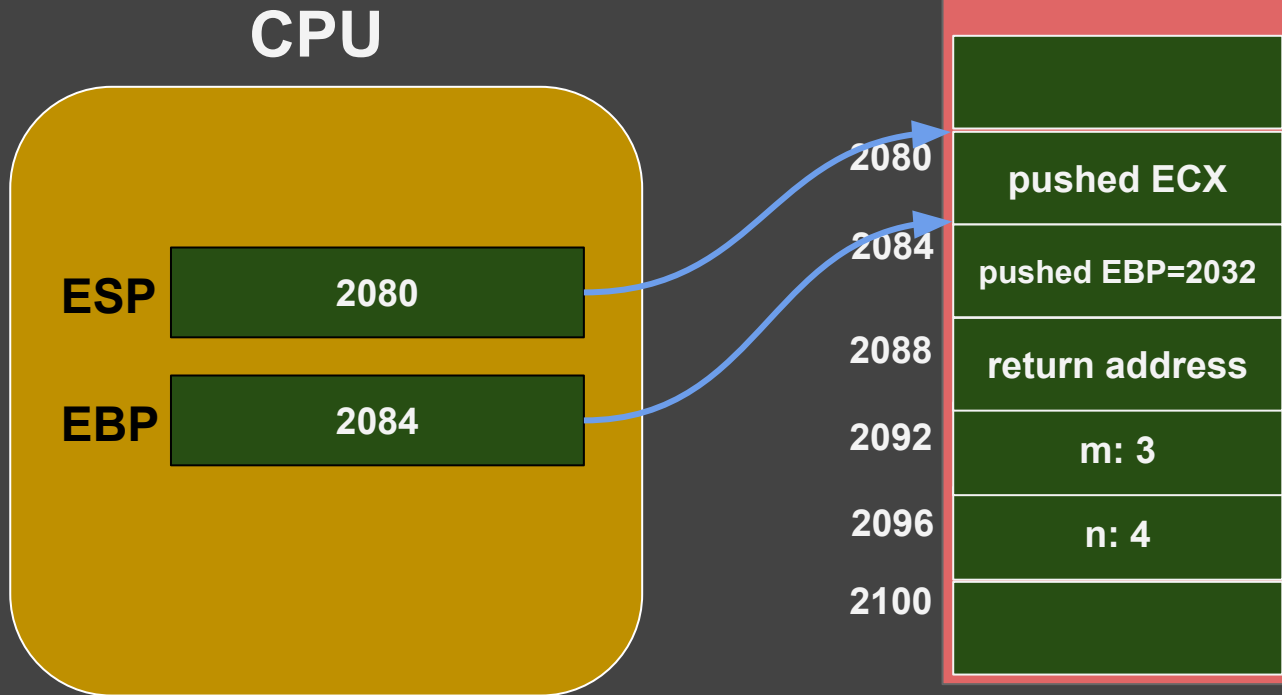 CPU
ESP
2080
EBP
2084
2080
pushed ECX
2084
pushed EBP=2032
2088
return address
2092
m: 3
2096
n: 4
2100